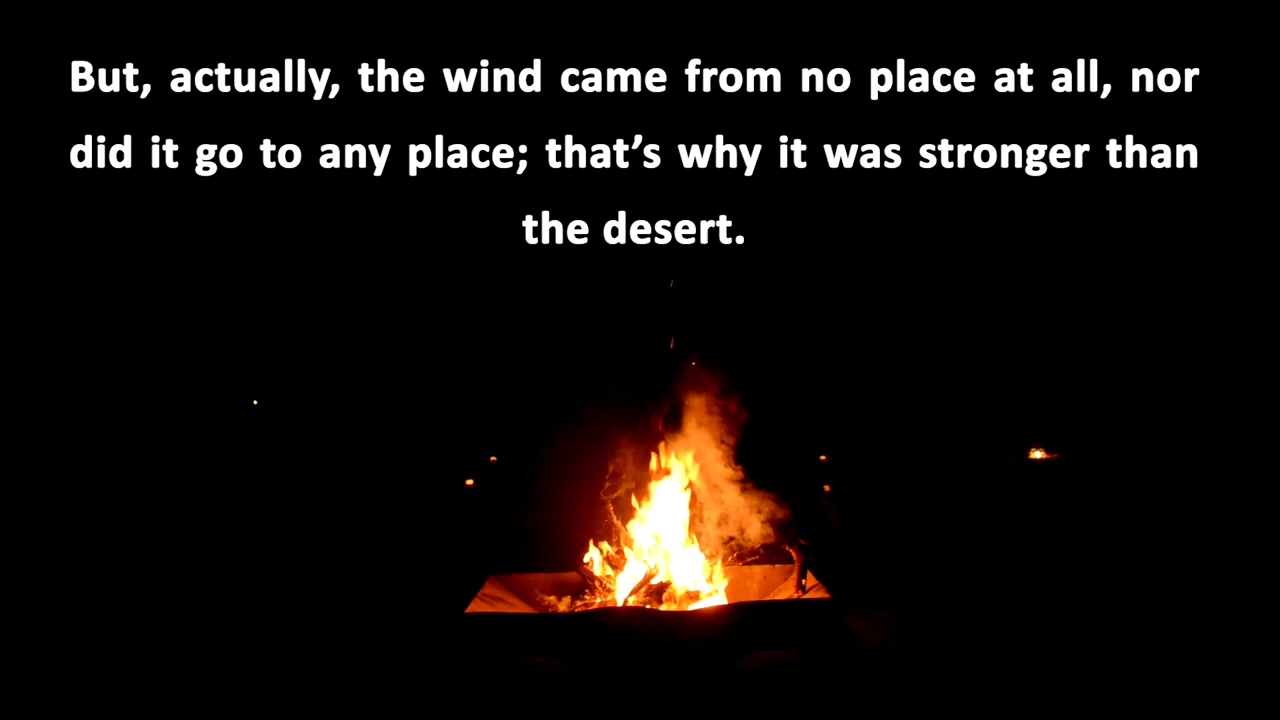 But, actually, the wind came from no place at all, nor
did it go to any place; that’s why it was stronger than
the desert.